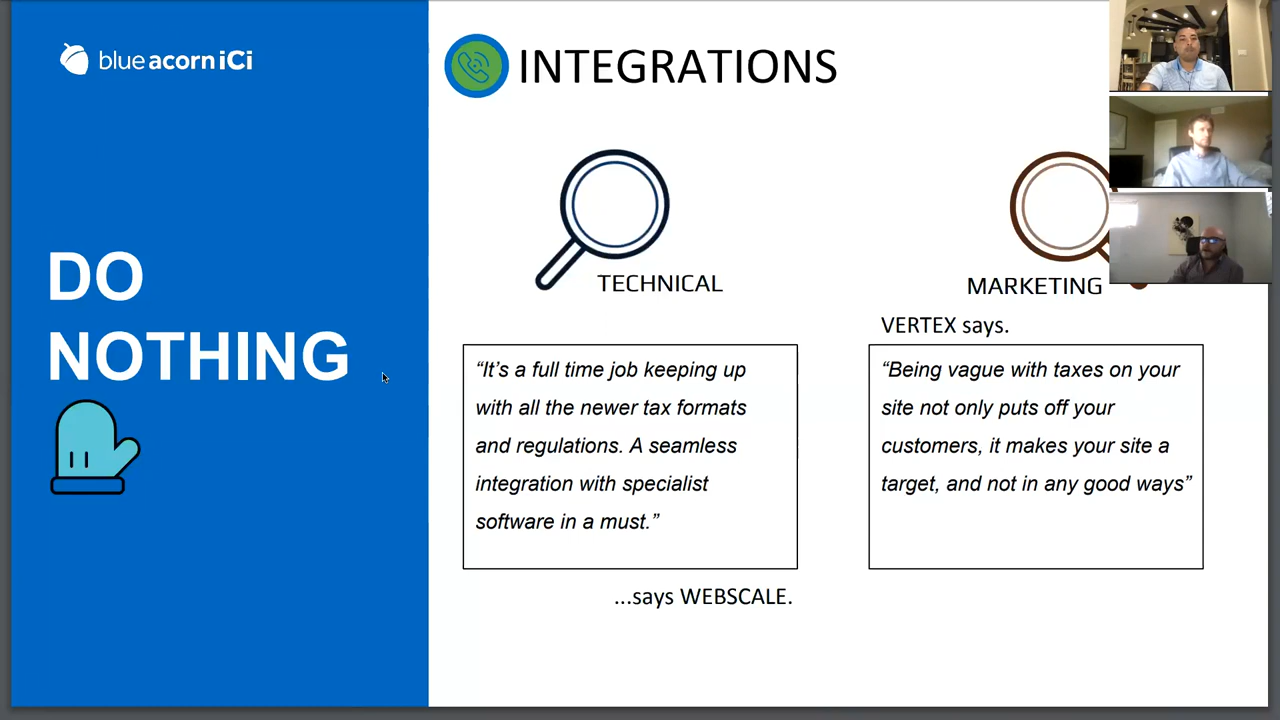 blue acorn iCi
INTEGRATIONS
DO
NOTHING
TECHNICAL
MARKETING
VERTEX says.
“It’s a full time job keeping up
with all the newer tax formats
and regulations. A seamless
integration with specialist
software in a must.”
...says WEBSCALE.
“Being vague with taxes on your
site not only puts off your
customers, it makes your site a
target, and not in any good ways”